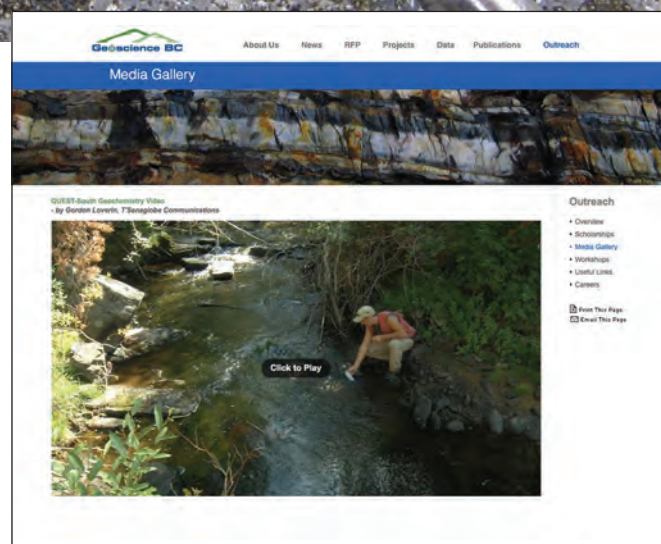 Geoscience BC
About Us News RFP Projects Data Publications Outreach
Media Gallery
QUEST-South Geochemistry Video
- by Gordon Loverin, T'Senaglobe Communications
Click to Play
Outreach
Overview
Scholarships
Media Gallery
Workshops
Useful Links
Careers
Print This Page
Email This Page